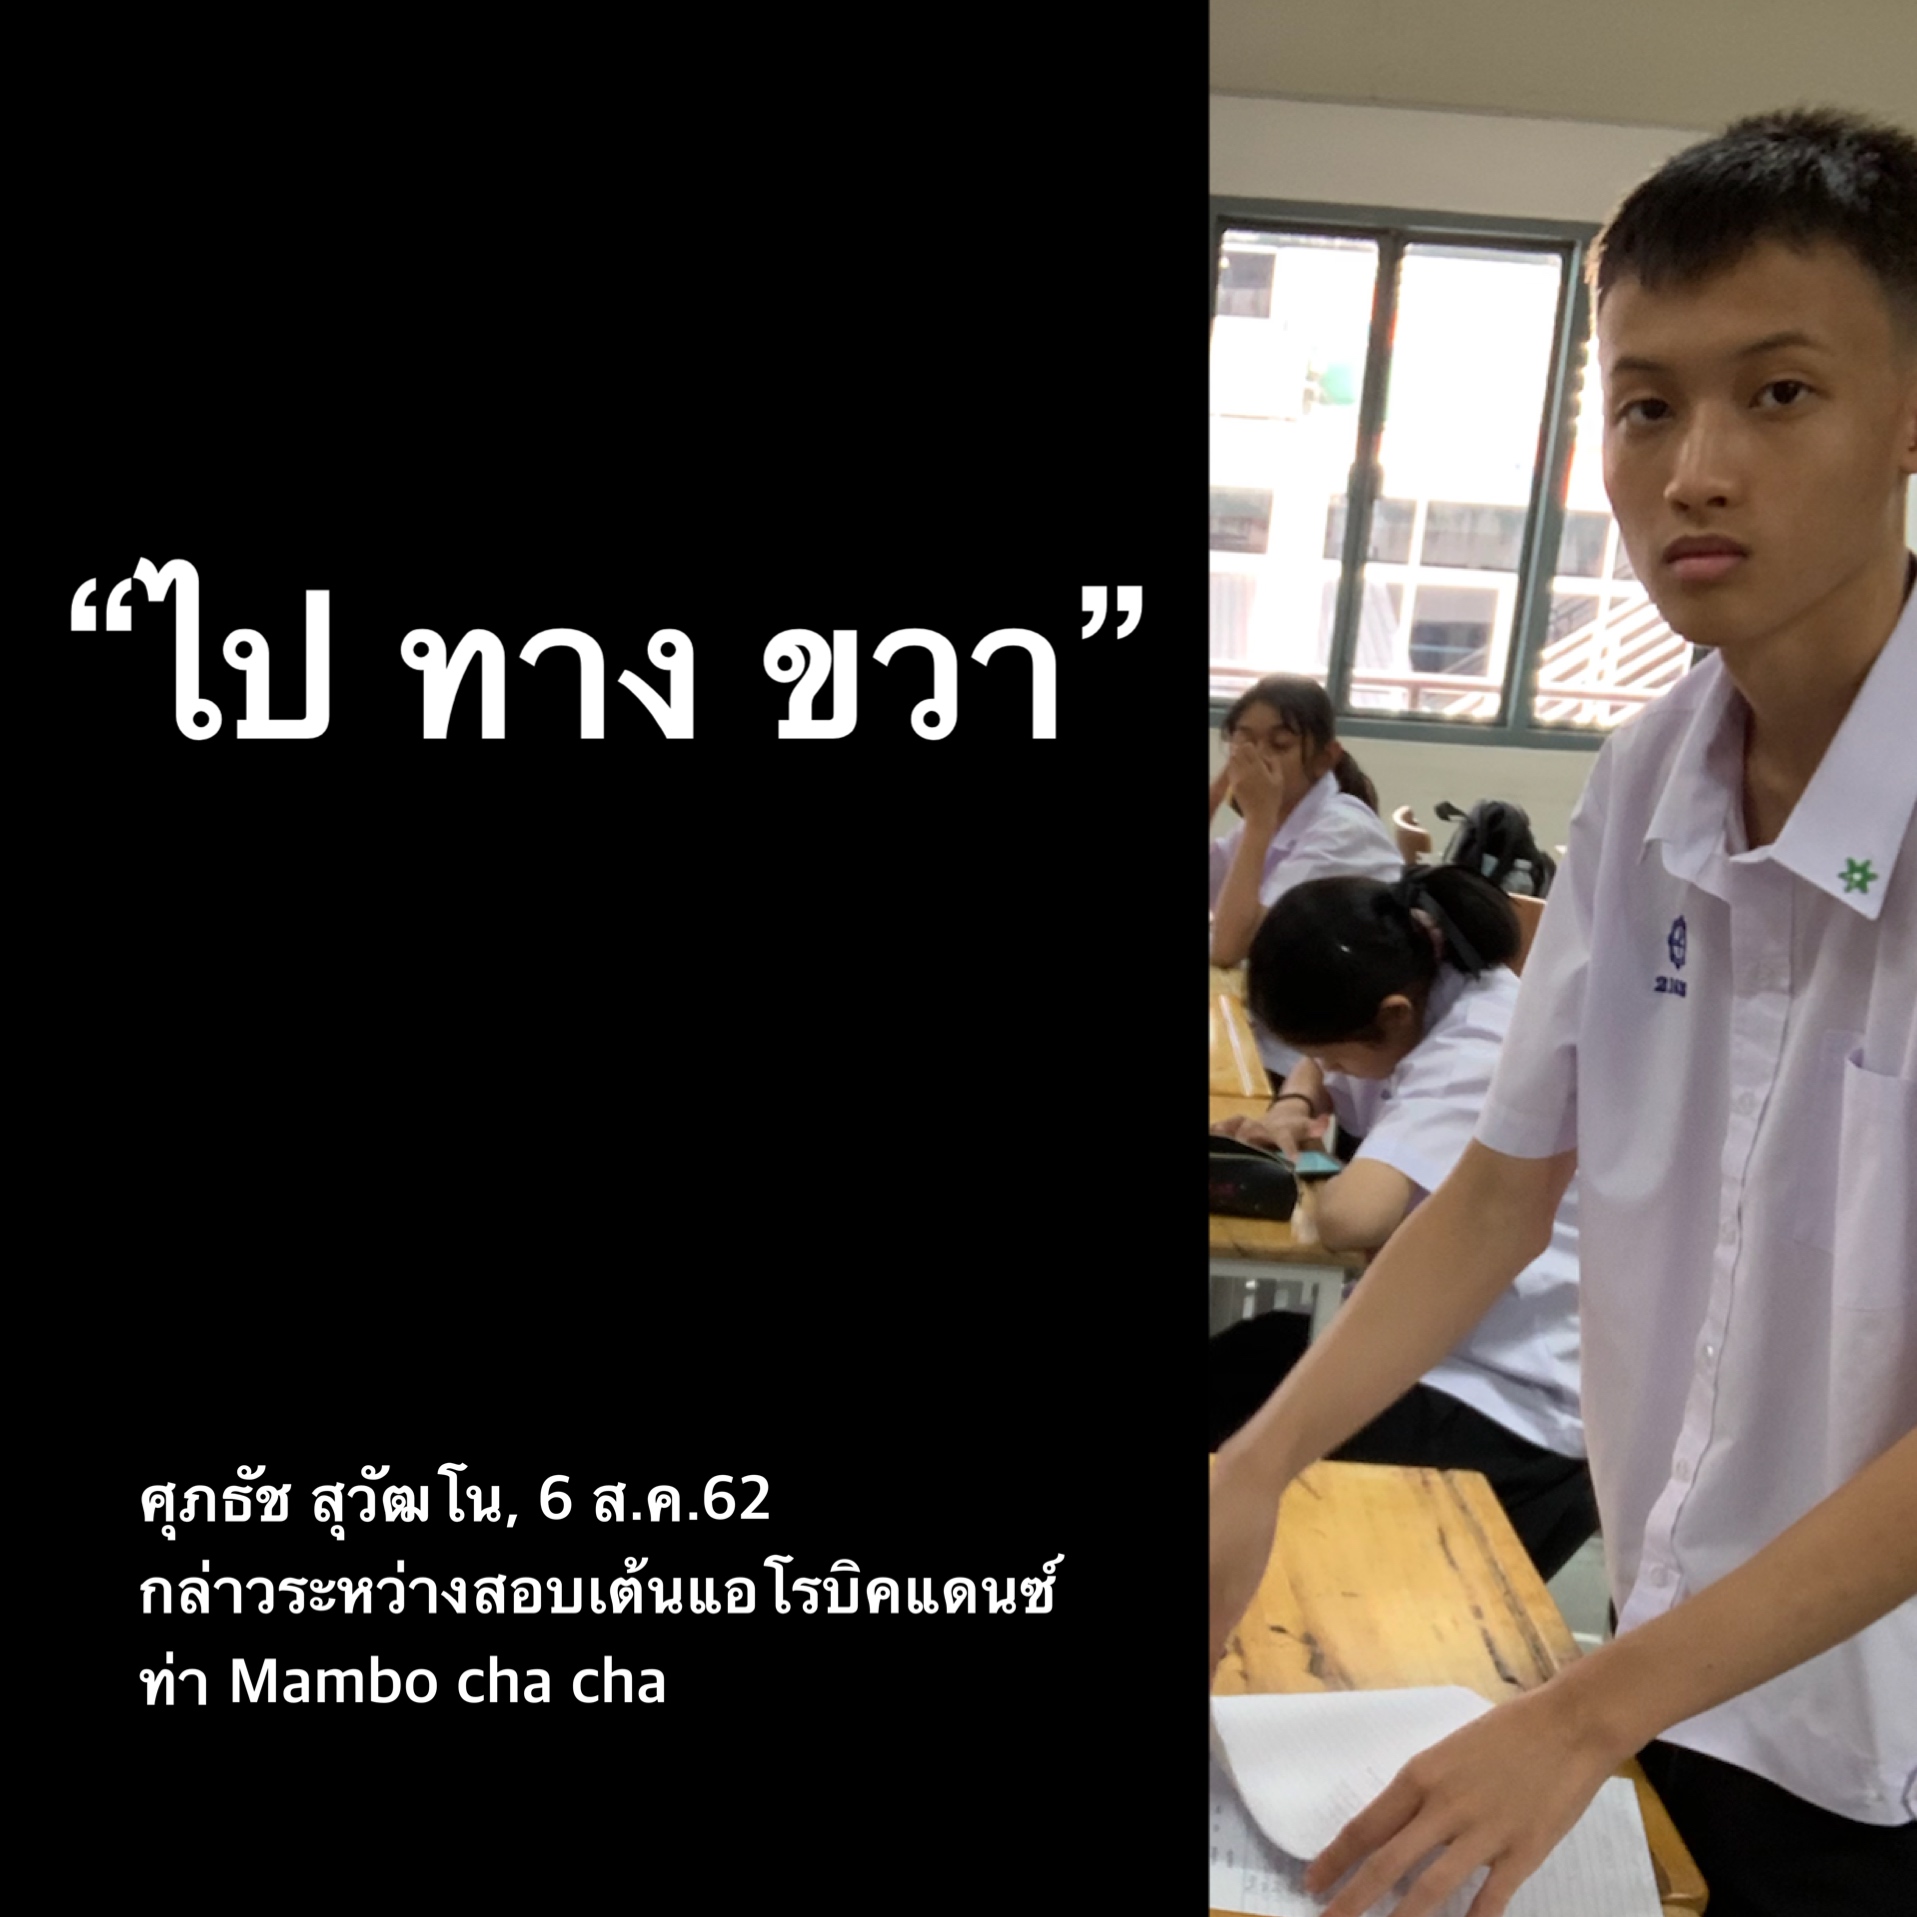 “ไป ทาง ขวา”
ศุภธัช สุวัฒโน, 6 ส.ค.62
กล่าวระหว่างสอบเต้นแอโรบิคแดนซ์
ท่า Mambo cha cha